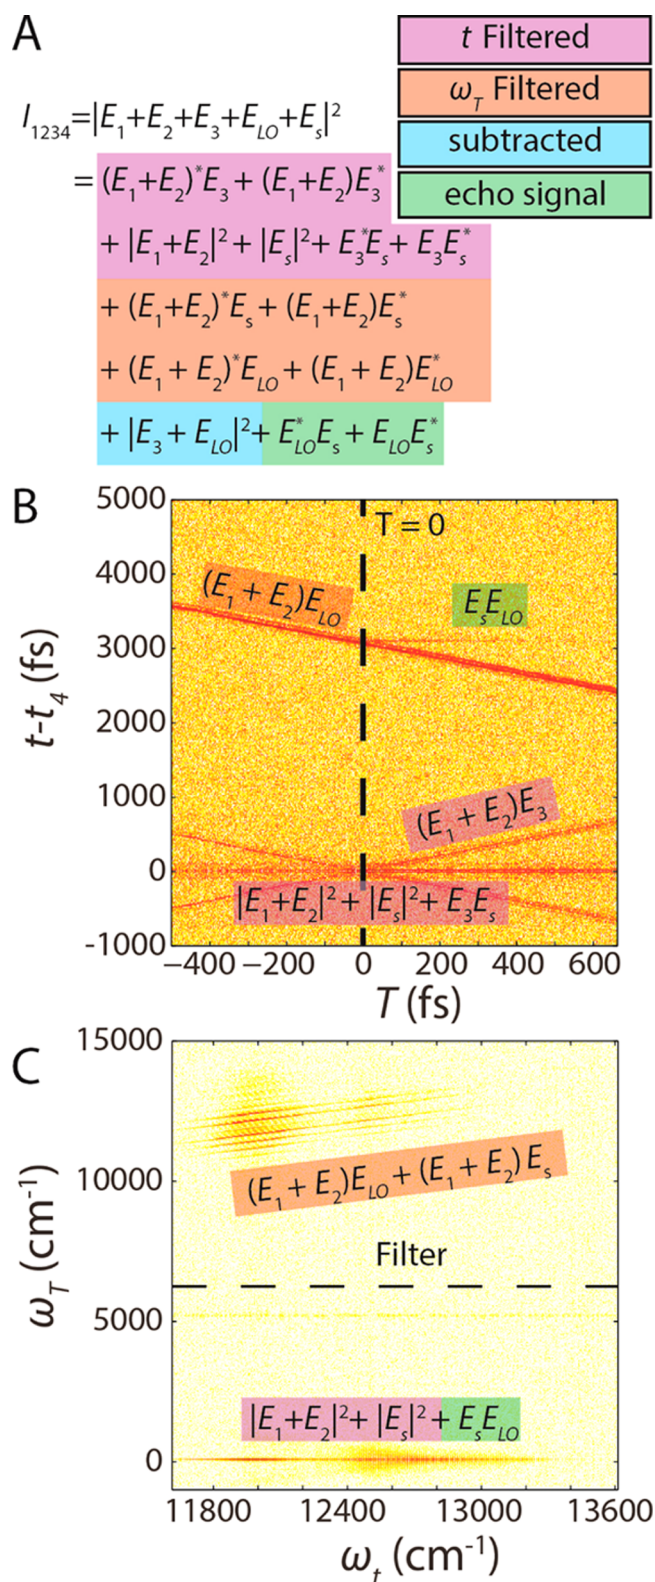 A
t Filtered
ω_T Filtered
subtracted
echo signal
I_1234=|E_1+E_2+E_3+E_LO+E_s|^2
= (E_1+E_2)^*E_3 + (E_1+E_2)E_3^*
+ |E_1+E_2|^2 + |E_s|^2 + E_3^*E_s + E_3E_s^*
+ (E_1+E_2)^*E_s + (E_1+E_2)E_s^*
+ (E_1 + E_2)^*E_LO + (E_1 + E_2)E_LO^*
+ |E_3 + E_LO|^2 + E_LO^*E_s + E_LOE_s^*
B
5000
4000
3000
2000
1000
0
-1000
t-t_4 (fs)
T = 0
(E_1 + E_2)E_LO
E_sE_LO
(E_1 + E_2)E_3
|E_1+E_2|^2 + |E_s|^2 + E_3E_s
−400 −200 0 200 400 600
T (fs)
C
15000
10000
5000
0
ω_T (cm^-1)
(E_1 + E_2)E_LO + (E_1 + E_2) E_s
Filter
|E_1+E_2|^2+ |E_s|^2 + E_sE_LO
11800 12400 13000 13600
ω_t (cm^-1)